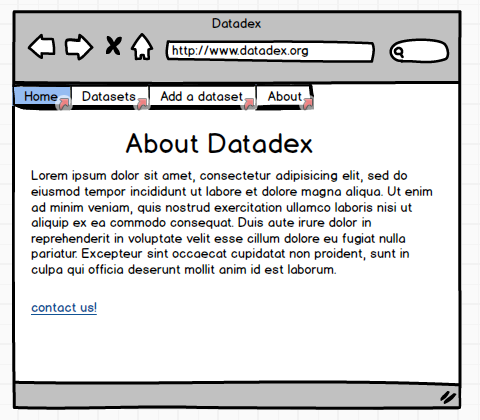 Datadex
http://www.datadex.org
Home Datasets Add a dataset About
About Datadex
Lorem ipsum dolor sit amet, consectetur adipisicing elit, sed do
eiusmod tempor incididunt ut labore et dolore magna aliqua. Ut enim
ad minim veniam, quis nostrud exercitation ullamco laboris nisi ut
aliquip ex ea commodo consequat. Duis aute irure dolor in
reprehenderit in voluptate velit esse cillum dolore eu fugiat nulla
pariatur. Excepteur sint occaecat cupidatat non proident, sunt in
culpa qui officia deserunt mollit anim id est laborum.
contact us!